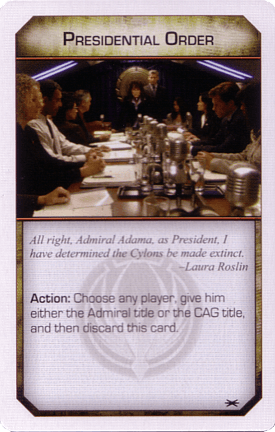 PRESIDENTIAL ORDER
All right, Admiral Adama, as President, I
have determined the Cylons be made extinct.
–Laura Roslin
Action: Choose any player, give him
either the Admiral title or the CAG title,
and then discard this card.